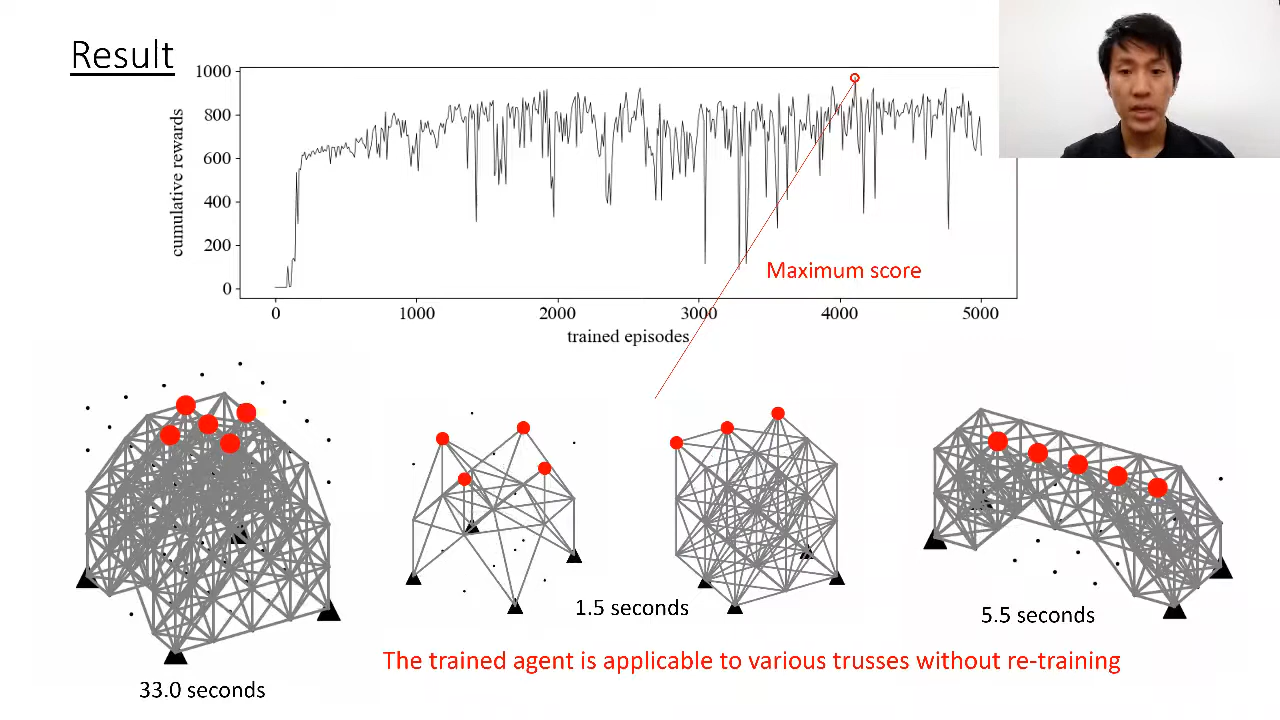 Result
1000
800
600
400
200
0
cumulative rewards
0 1000 2000 3000 4000 5000
trained episodes
Maximum score
1.5 seconds
5.5 seconds
The trained agent is applicable to various trusses without re-training
33.0 seconds